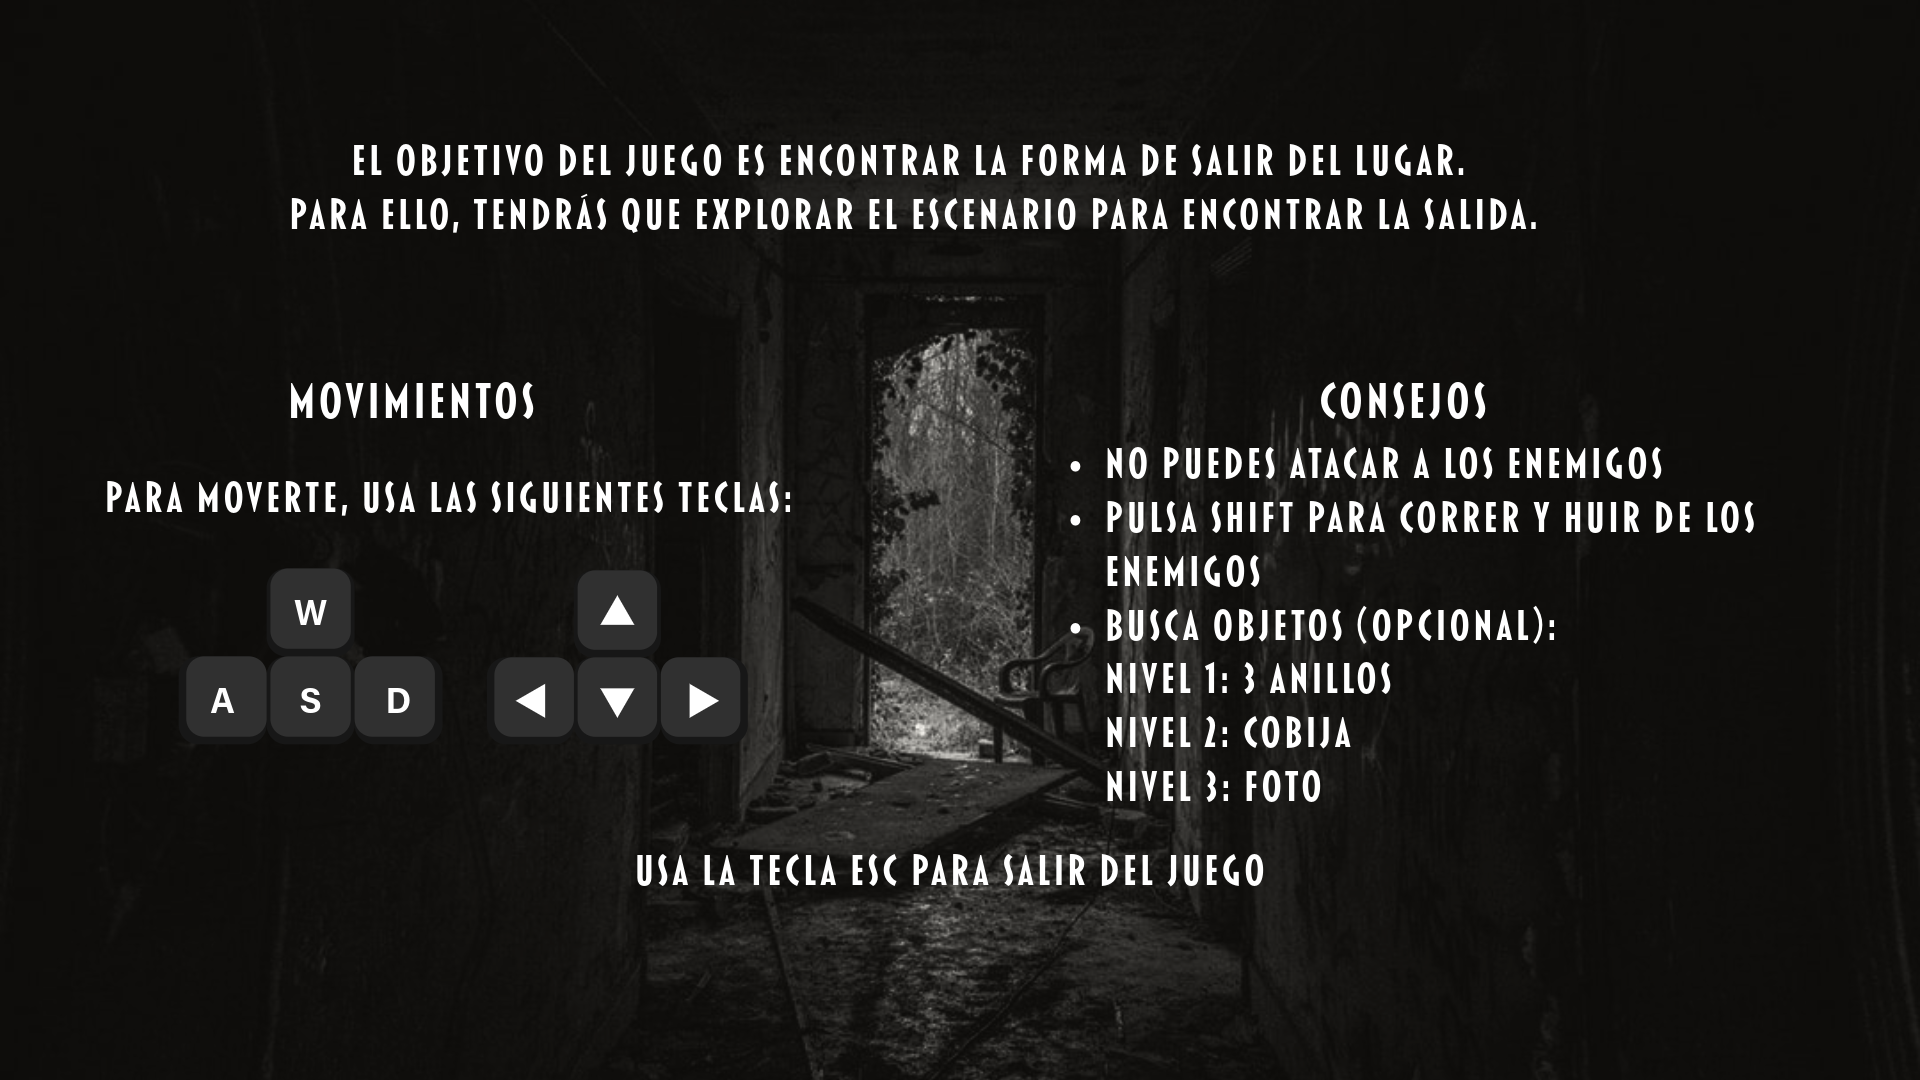 EL OBJETIVO DEL JUEGO ES ENCONTRAR LA FORMA DE SALIR DEL LUGAR.
PARA ELLO, TENDRÁS QUE EXPLORAR EL ESCENARIO PARA ENCONTRAR LA SALIDA.
MOVIMIENTOS
PARA MOVERTE, USA LAS SIGUIENTES TECLAS:
W
A S D
CONSEJOS
• NO PUEDES ATACAR A LOS ENEMIGOS
• PULSA SHIFT PARA CORRER Y HUIR DE LOS
ENEMIGOS
• BUSCA OBJETOS (OPCIONAL):
NIVEL 1: 3 ANILLOS
NIVEL 2: COBIJA
NIVEL 3: FOTO
USA LA TECLA ESC PARA SALIR DEL JUEGO